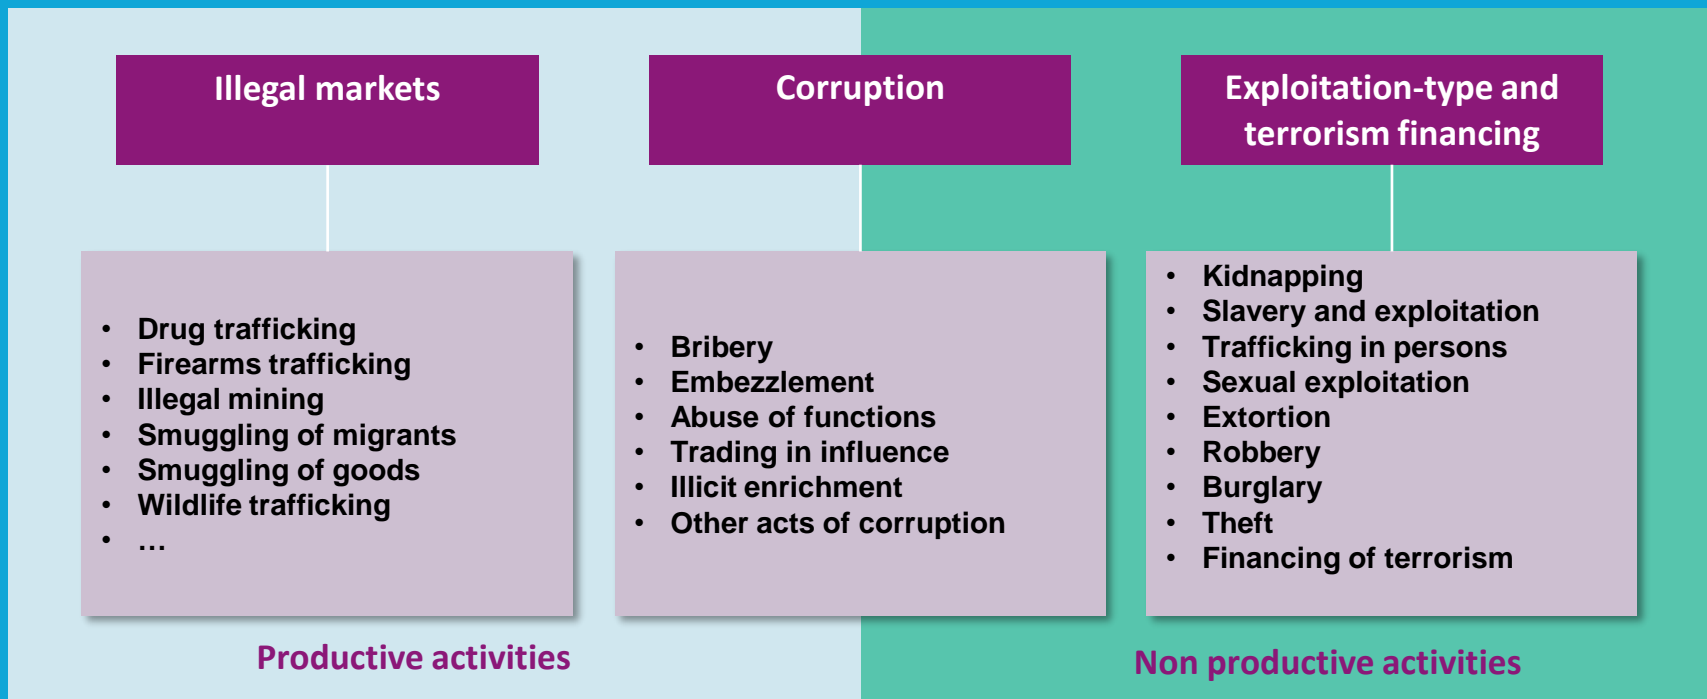 Illegal markets
Corruption
Exploitation-type and
terrorism financing
• Drug trafficking
• Firearms trafficking
• Illegal mining
• Smuggling of migrants
• Smuggling of goods
• Wildlife trafficking
• …
• Bribery
• Embezzlement
• Abuse of functions
• Trading in influence
• Illicit enrichment
• Other acts of corruption
• Kidnapping
• Slavery and exploitation
• Trafficking in persons
• Sexual exploitation
• Extortion
• Robbery
• Burglary
• Theft
• Financing of terrorism
Productive activities
Non productive activities